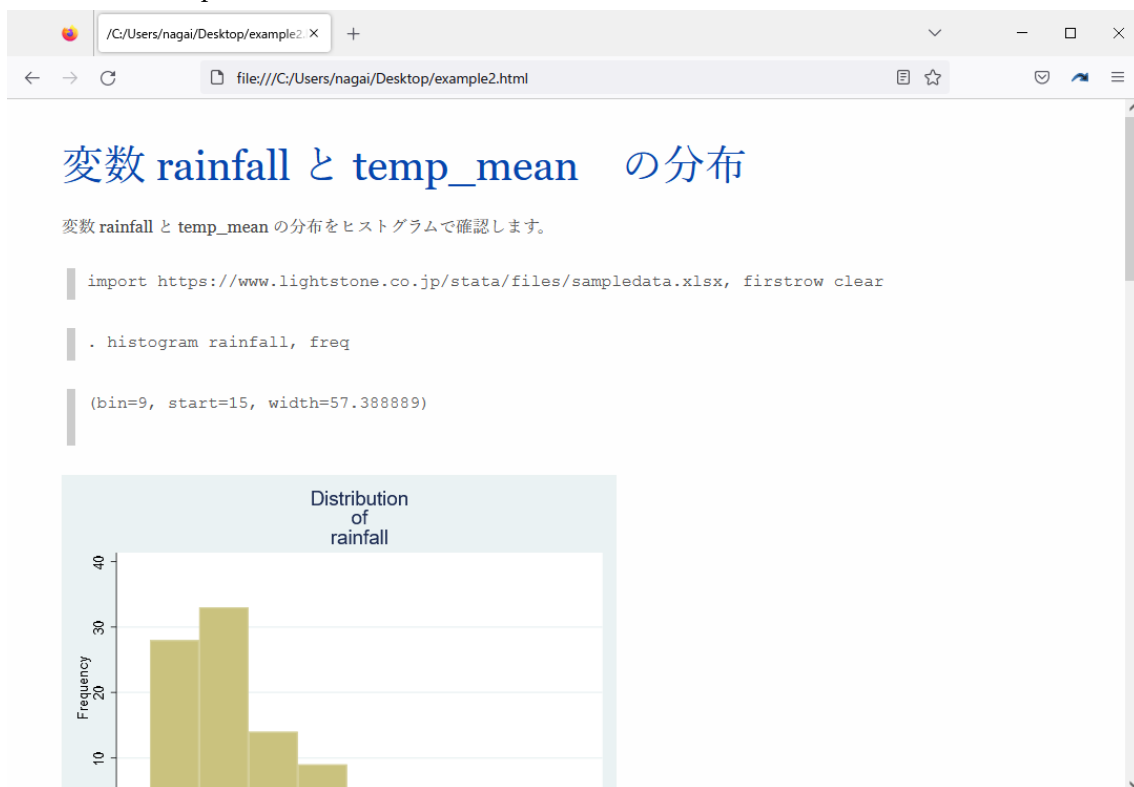 /C:/Users/nagai/Desktop/example2.
file:///C:/Users/nagai/Desktop/example2.html
変数 rainfall と temp_mean　の分布
変数 rainfall と temp_mean の分布をヒストグラムで確認します。
import https://www.lightstone.co.jp/stata/files/sampledata.xlsx, firstrow clear
. histogram rainfall, freq
(bin=9, start=15, width=57.388889)
Distribution
of
rainfall
40
30
20
10
Frequency